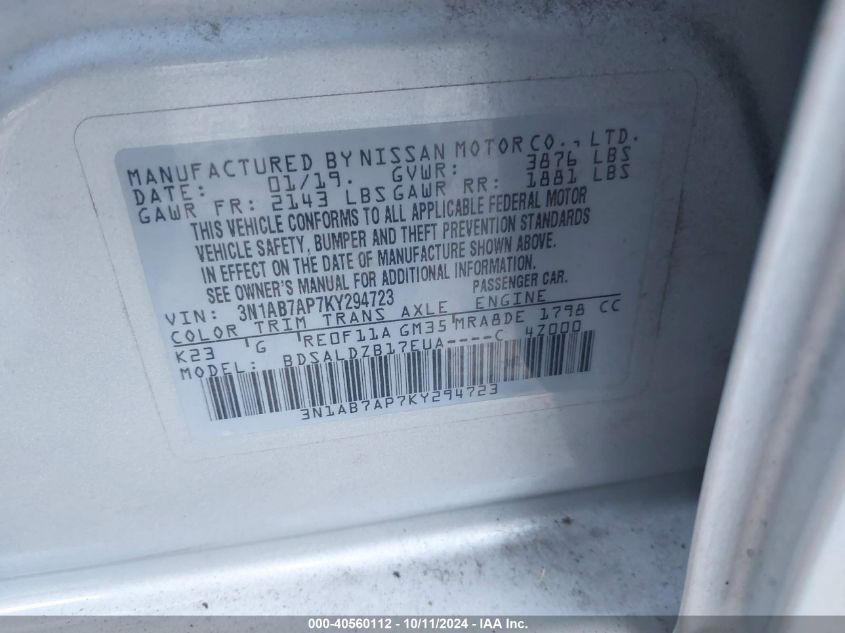 MANUFACTURED BY NISSAN MOTOR CO., LTD.
DATE: 01/19. GVWR: 3876 LBS
GAWR FR: 2143 LBS GAWR RR: 1881 LBS
THIS VEHICLE CONFORMS TO ALL APPLICABLE FEDERAL MOTOR
VEHICLE SAFETY, BUMPER AND THEFT PREVENTION STANDARDS
IN EFFECT ON THE DATE OF MANUFACTURE SHOWN ABOVE.
SEE OWNER'S MANUAL FOR ADDITIONAL INFORMATION.
VIN: 3N1AB7AP7KY294723 PASSENGER CAR.
COLOR TRIM TRANS AXLE ENGINE
K23 G RE0F11A GM35 MRA8DE 1798 CC
MODEL: BDSALDZB17EUA----C 4Z000
3N1AB7AP7KY294723
000-40560112 - 10/11/2024 - IAA Inc.